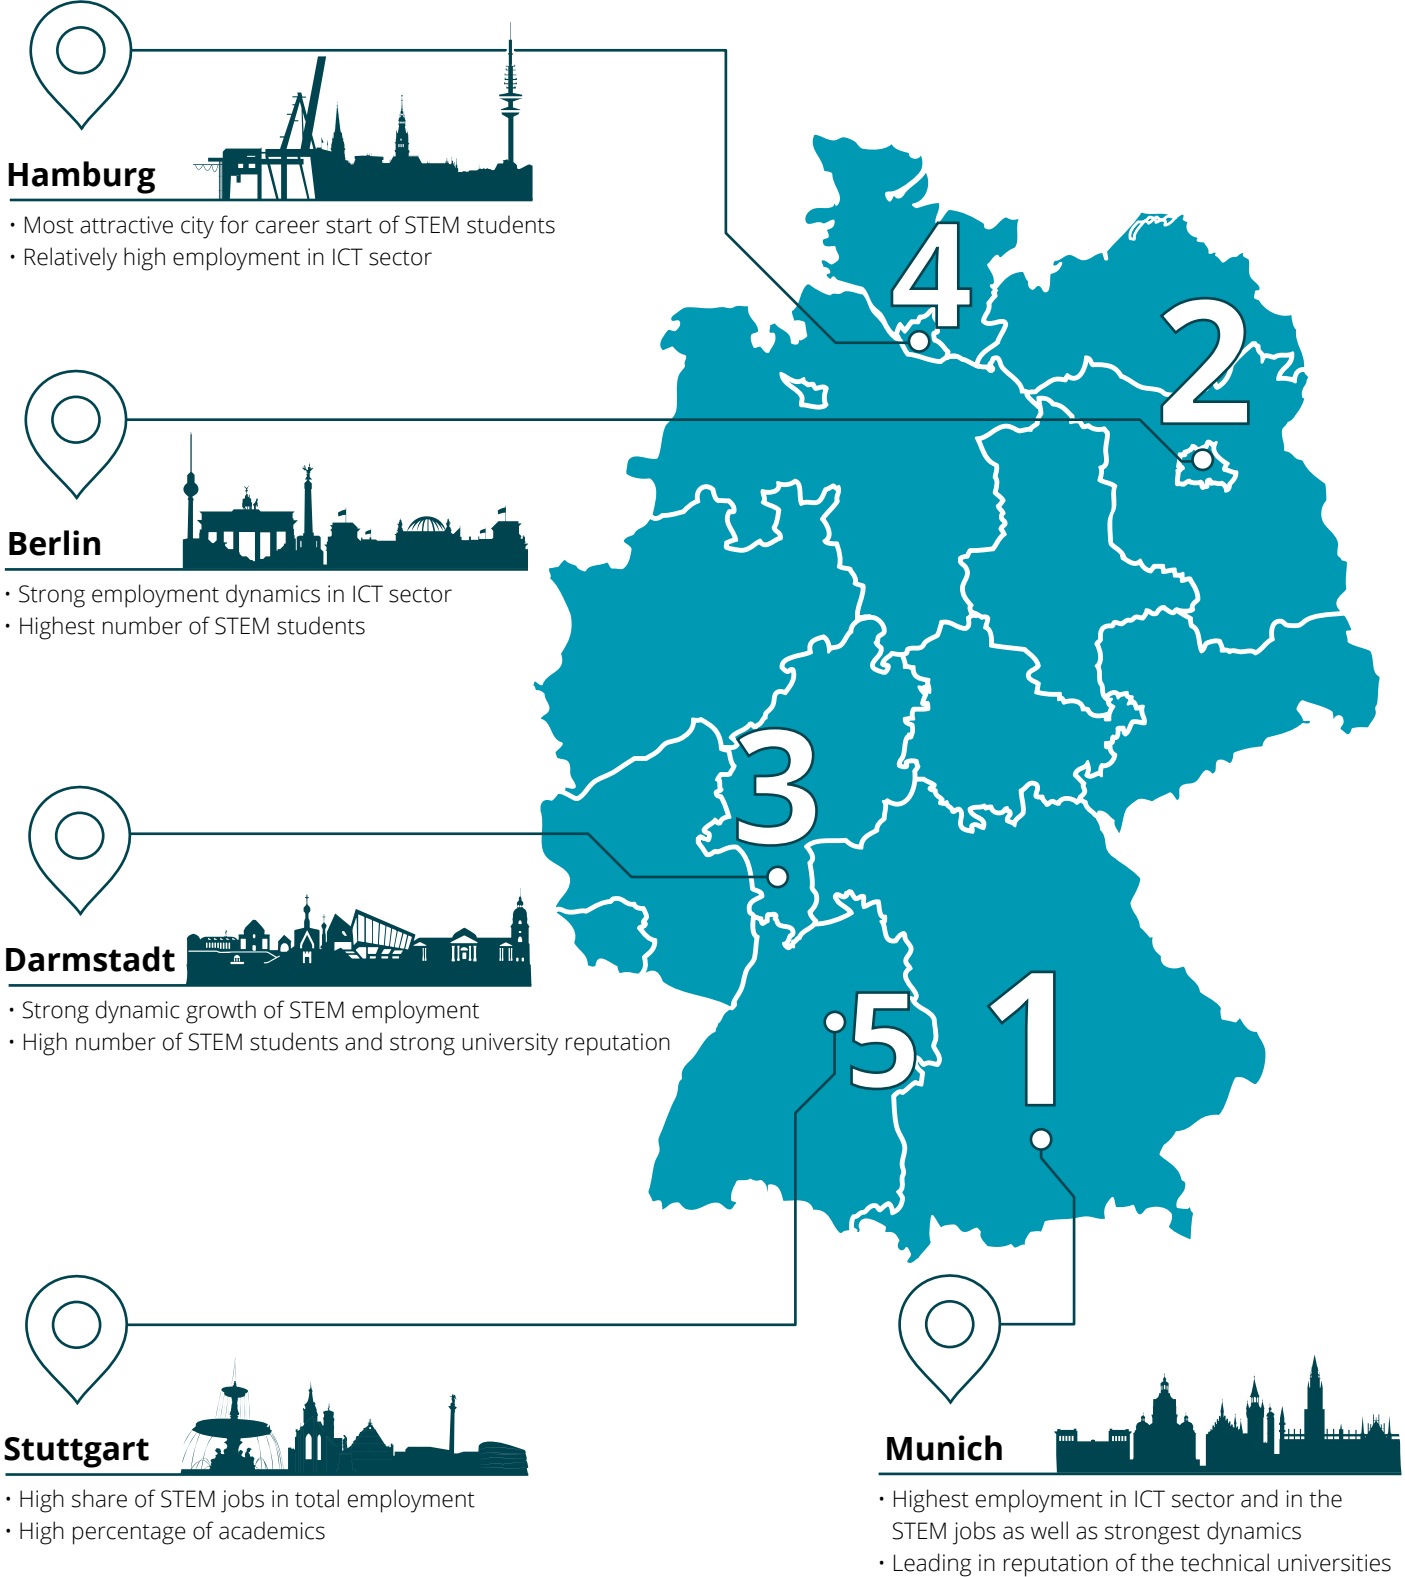 Hamburg
• Most attractive city for career start of STEM students
• Relatively high employment in ICT sector
4
2
Berlin
• Strong employment dynamics in ICT sector
• Highest number of STEM students
3
Darmstadt
• Strong dynamic growth of STEM employment
• High number of STEM students and strong university reputation
5
1
Stuttgart
• High share of STEM jobs in total employment
• High percentage of academics
Munich
• Highest employment in ICT sector and in the
STEM jobs as well as strongest dynamics
• Leading in reputation of the technical universities